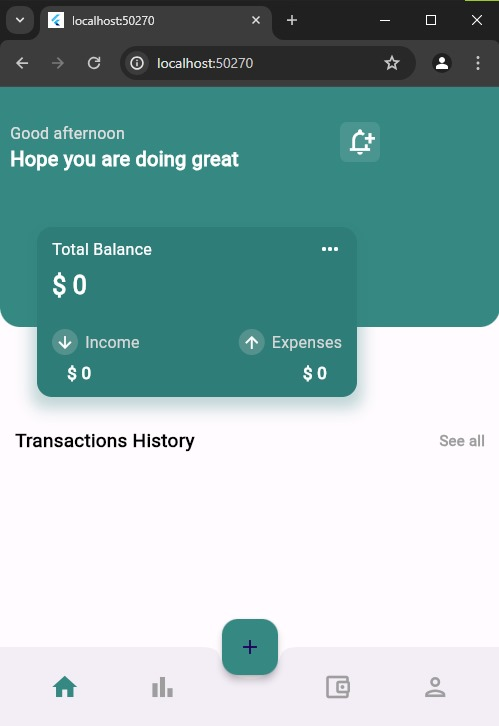 localhost:50270
localhost:50270
Good afternoon
Hope you are doing great
Total Balance
$ 0
Income
Expenses
$ 0
$ 0
Transactions History
See all